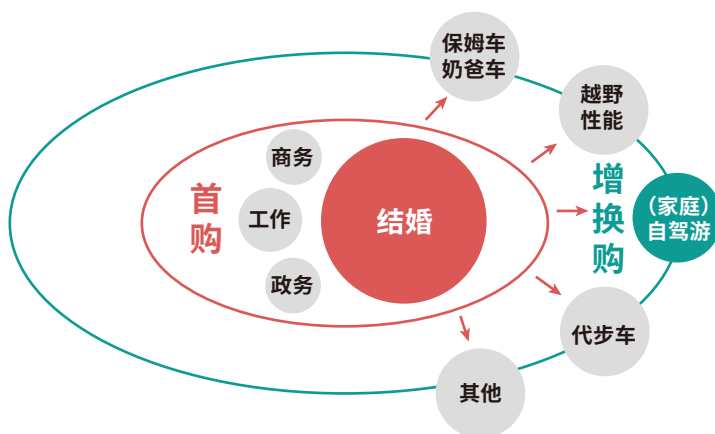 保姆车
奶爸车
越野
性能
商务
首购
工作
结婚
增换购
（家庭）
自驾游
政务
代步车
其他